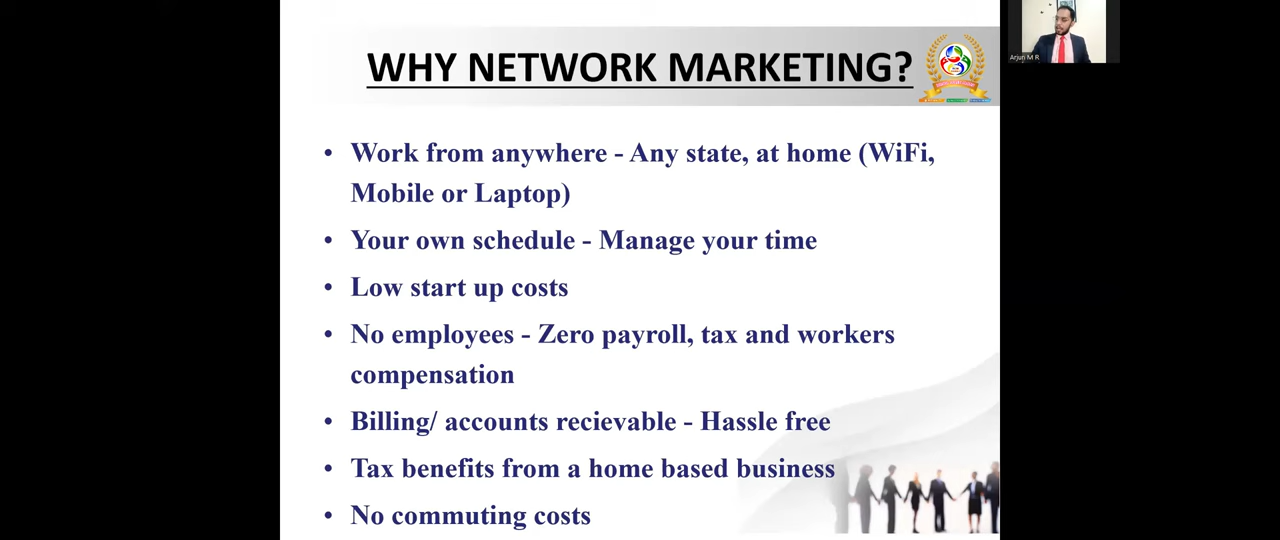 WHY NETWORK MARKETING?
Arjun M R
• Work from anywhere - Any state, at home (WiFi,
Mobile or Laptop)
• Your own schedule - Manage your time
• Low start up costs
• No employees - Zero payroll, tax and workers
compensation
• Billing/ accounts recievable - Hassle free
• Tax benefits from a home based business
• No commuting costs